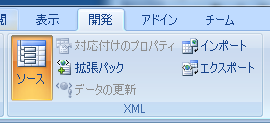 表示 開発 アドイン チーム
ソース
対応付けのプロパティ
拡張パック
データの更新
インポート
エクスポート
XML